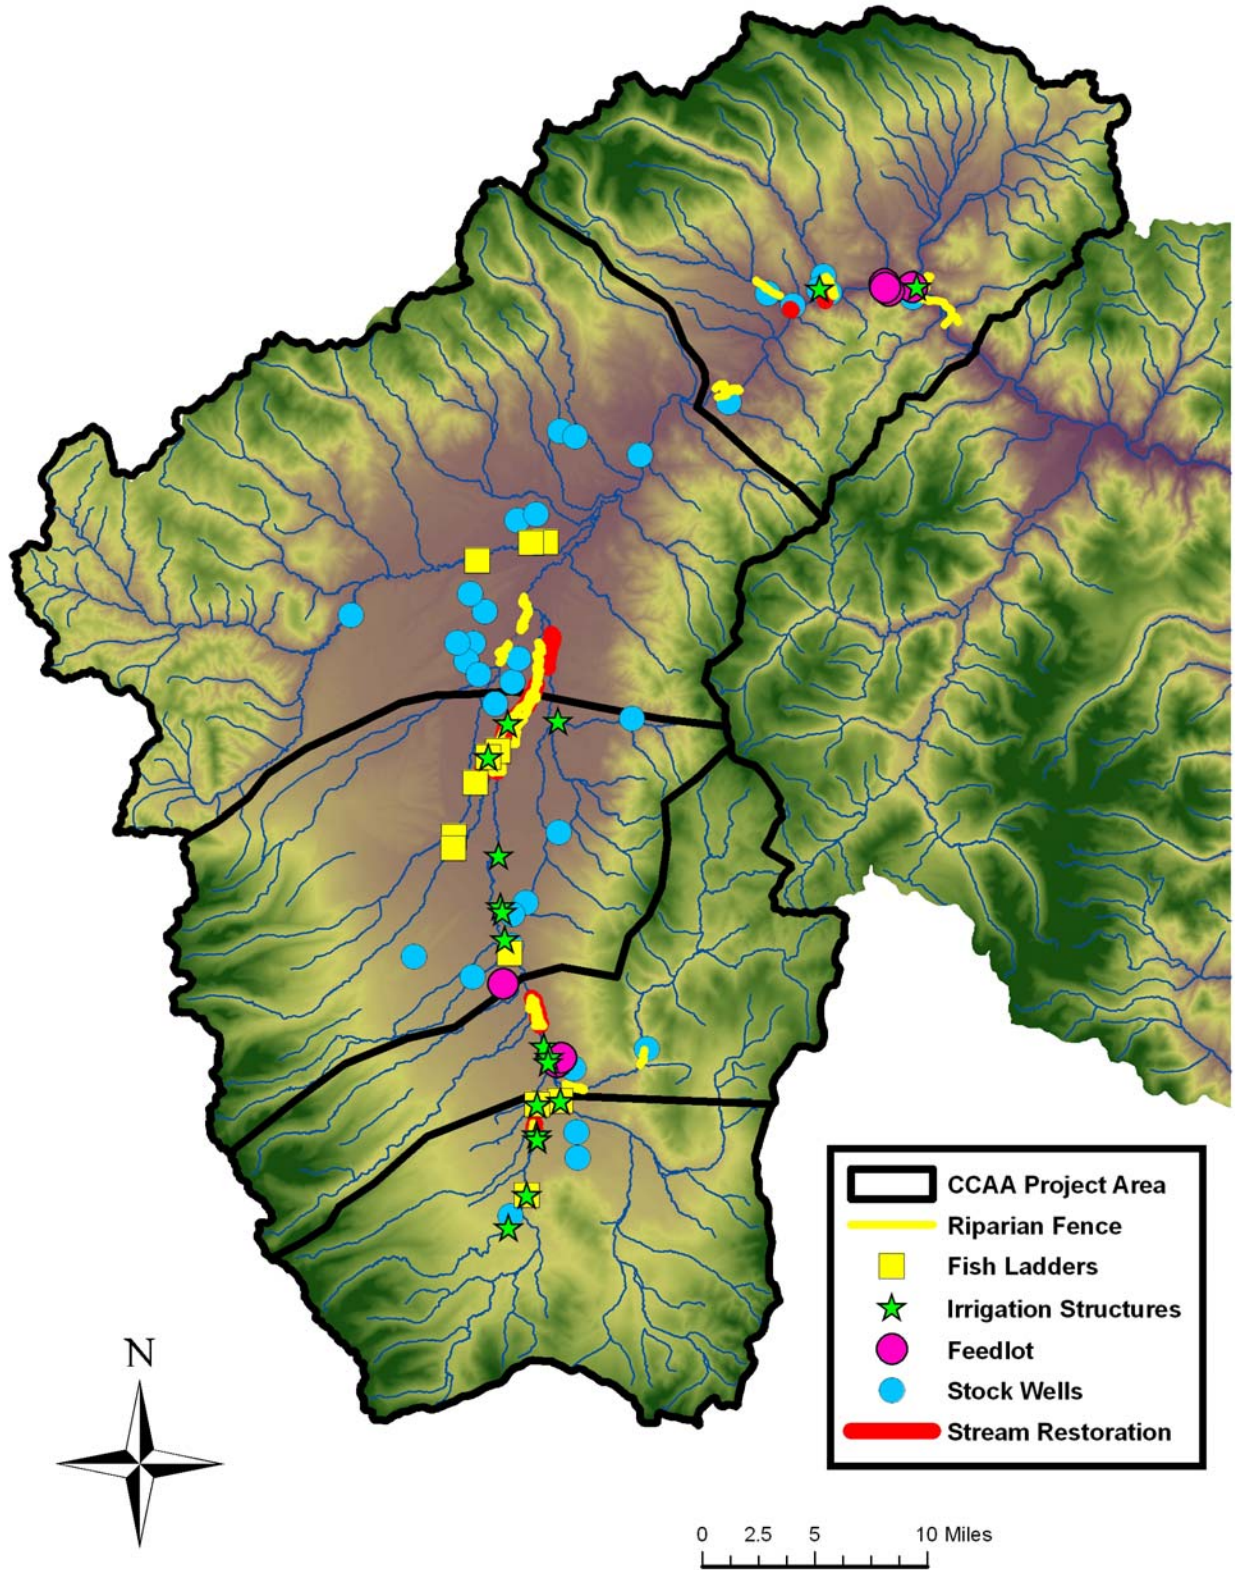 CCAA Project Area
Riparian Fence
Fish Ladders
Irrigation Structures
Feedlot
Stock Wells
Stream Restoration
N
0 2.5 5 10 Miles